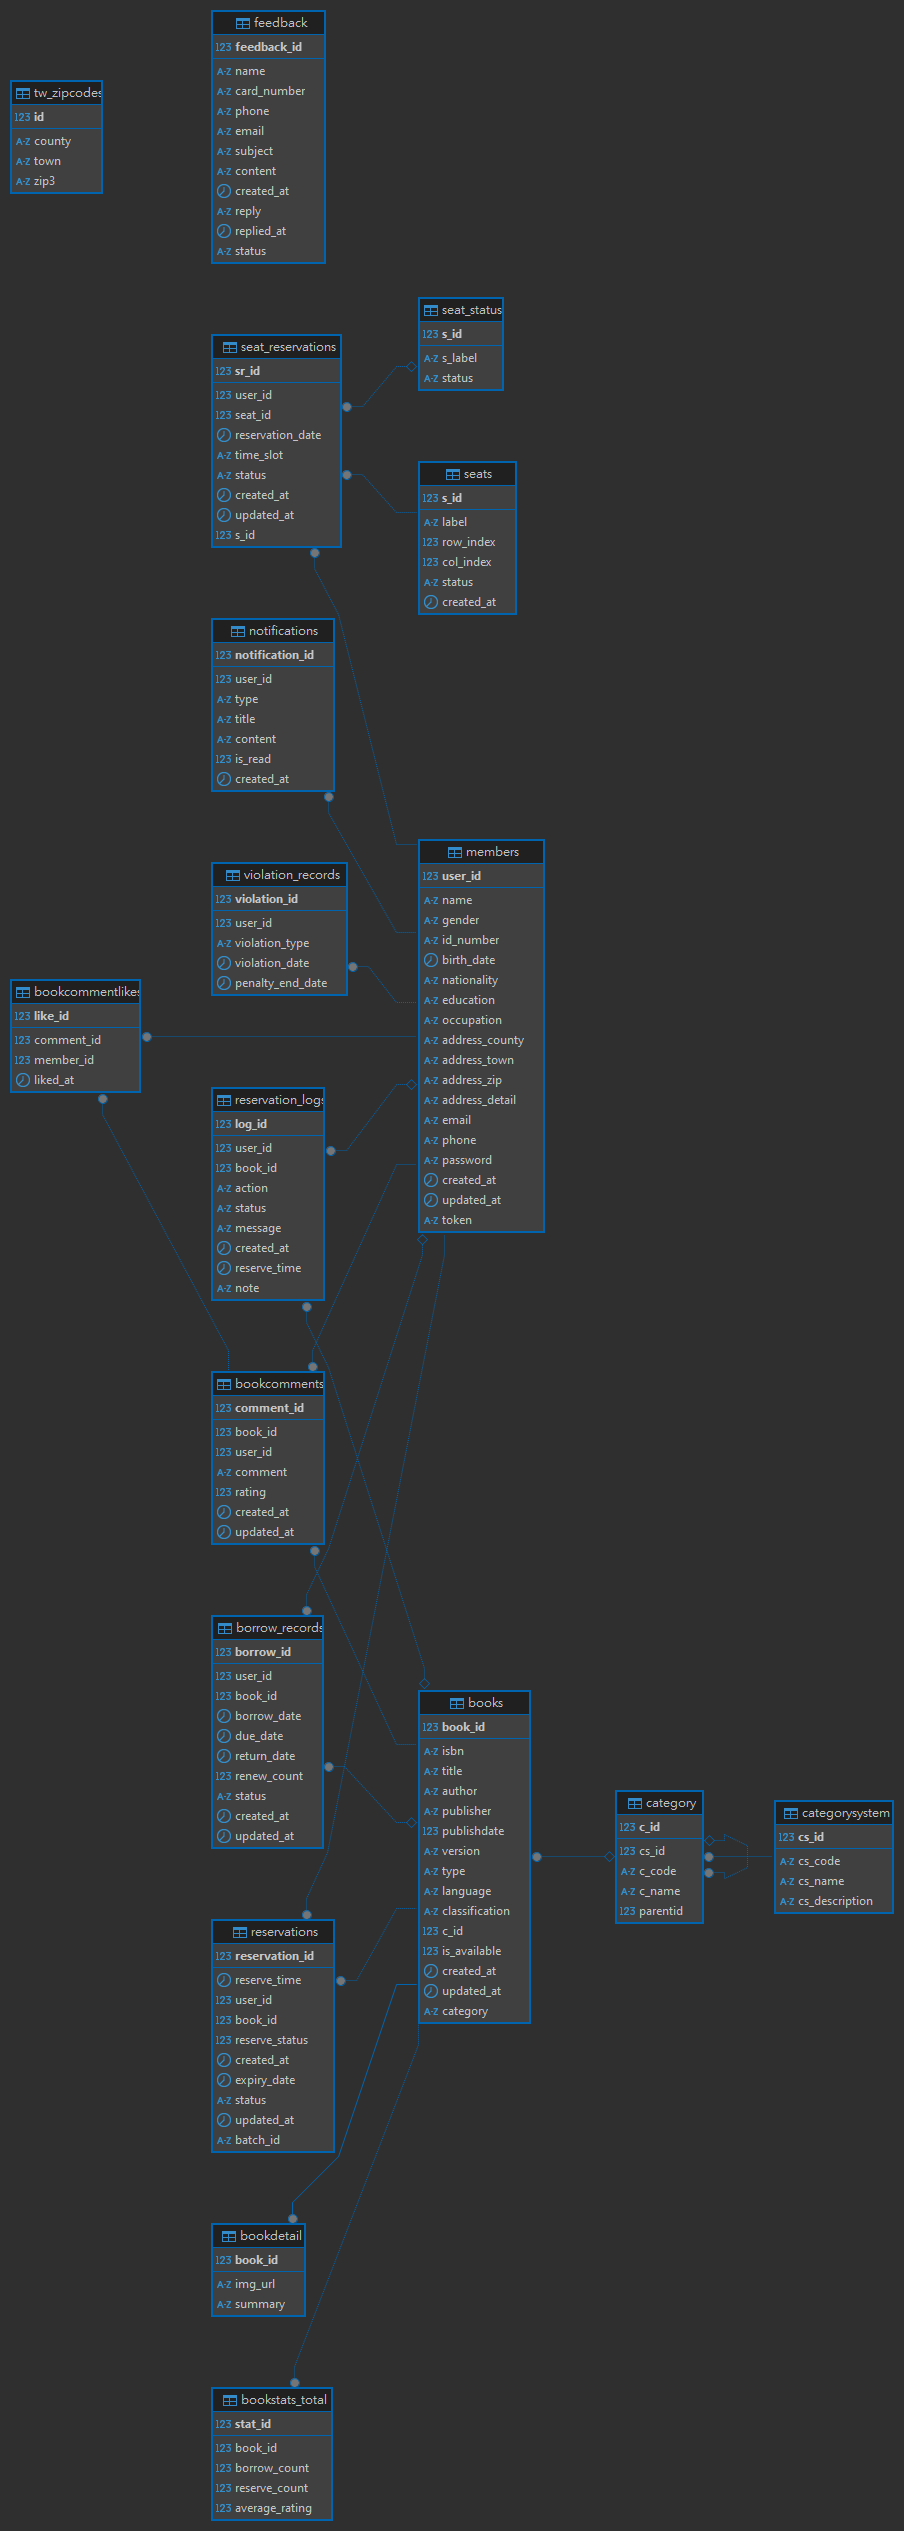 feedback
123 feedback_id
A-Z name
A-Z card_number
A-Z phone
A-Z email
A-Z subject
A-Z content
created_at
A-Z reply
replied_at
A-Z status
tw_zipcodes
123 id
A-Z county
A-Z town
A-Z zip3
seat_status
123 s_id
A-Z s_label
A-Z status
seat_reservations
123 sr_id
123 user_id
123 seat_id
reservation_date
A-Z time_slot
A-Z status
created_at
updated_at
123 s_id
seats
123 s_id
A-Z label
123 row_index
123 col_index
A-Z status
created_at
notifications
123 notification_id
123 user_id
A-Z type
A-Z title
A-Z content
123 is_read
created_at
members
123 user_id
A-Z name
A-Z gender
A-Z id_number
birth_date
A-Z nationality
A-Z education
A-Z occupation
A-Z address_county
A-Z address_town
A-Z address_zip
A-Z address_detail
A-Z email
A-Z phone
A-Z password
created_at
updated_at
A-Z token
violation_records
123 violation_id
123 user_id
A-Z violation_type
violation_date
penalty_end_date
bookcommentlikes
123 like_id
123 comment_id
123 member_id
liked_at
reservation_logs
123 log_id
123 user_id
123 book_id
A-Z action
A-Z status
A-Z message
created_at
reserve_time
A-Z note
bookcomments
123 comment_id
123 book_id
123 user_id
A-Z comment
123 rating
created_at
updated_at
borrow_records
123 borrow_id
123 user_id
123 book_id
borrow_date
due_date
return_date
123 renew_count
A-Z status
created_at
updated_at
books
123 book_id
A-Z isbn
A-Z title
A-Z author
A-Z publisher
123 publishdate
A-Z version
A-Z type
A-Z language
A-Z classification
123 c_id
123 is_available
created_at
updated_at
A-Z category
category
123 c_id
123 cs_id
A-Z c_code
A-Z c_name
123 parentid
categorysystem
123 cs_id
A-Z cs_code
A-Z cs_name
A-Z cs_description
reservations
123 reservation_id
reserve_time
123 user_id
123 book_id
123 reserve_status
created_at
expiry_date
A-Z status
updated_at
A-Z batch_id
bookdetail
123 book_id
A-Z img_url
A-Z summary
bookstats_total
123 stat_id
123 book_id
123 borrow_count
123 reserve_count
123 average_rating